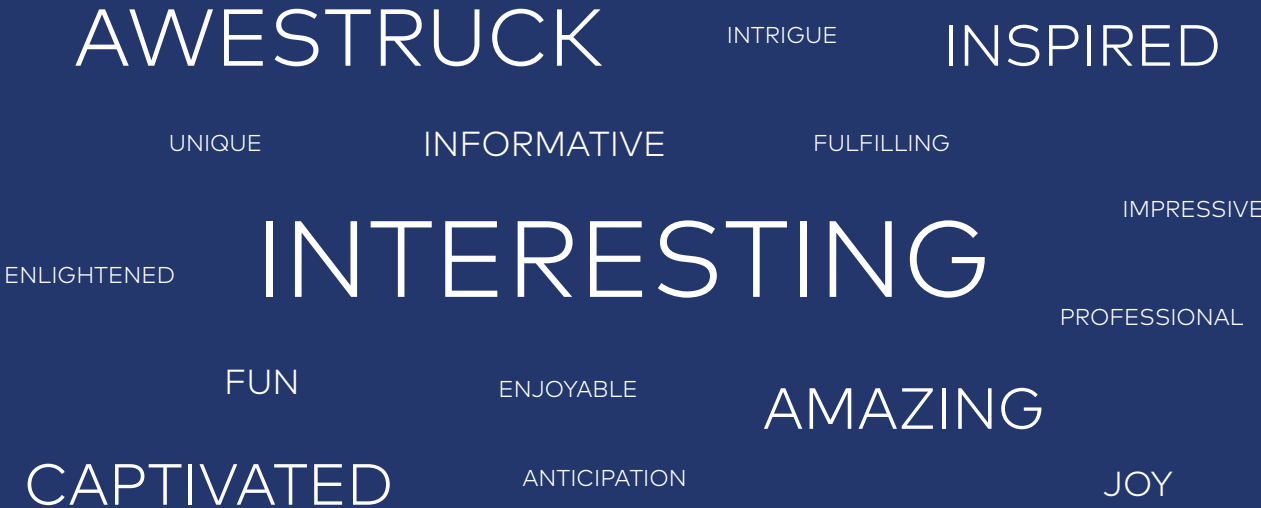 AWESTRUCK INTRIGUE INSPIRED
UNIQUE INFORMATIVE FULFILLING
IMPRESSIVE
ENLIGHTENED INTERESTING
PROFESSIONAL
FUN ENJOYABLE AMAZING
CAPTIVATED ANTICIPATION JOY